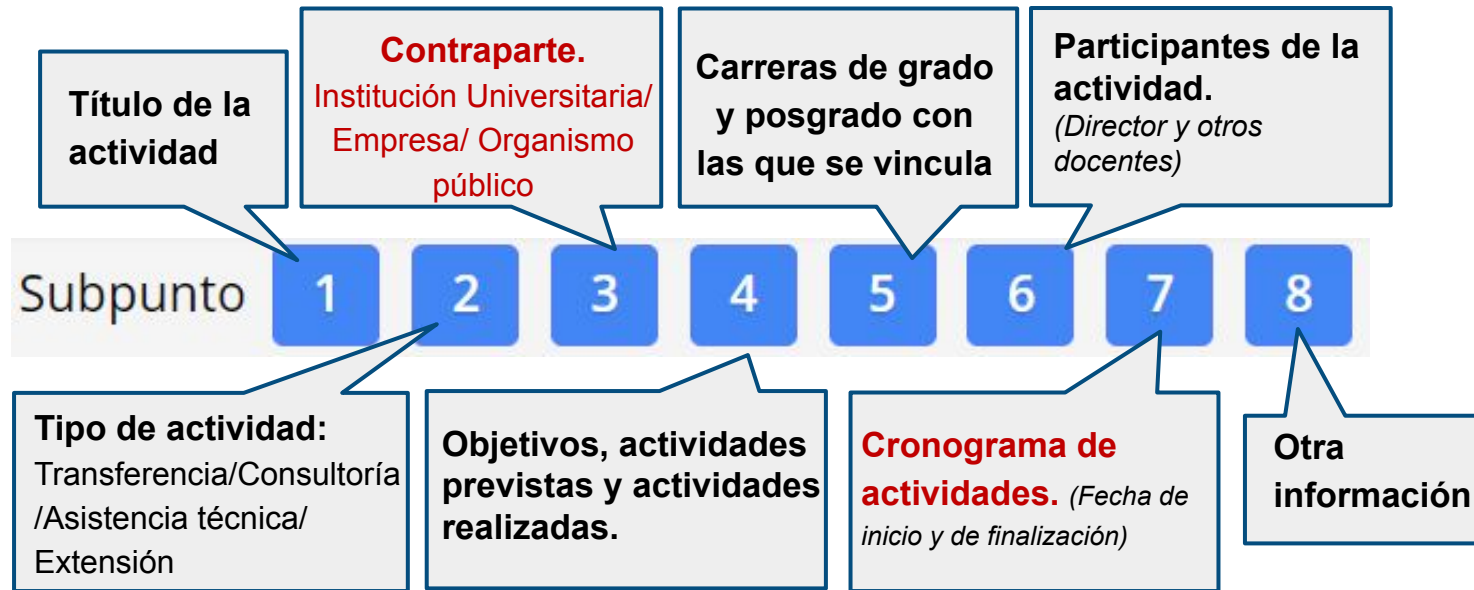 Título de la
actividad
Contraparte.
Institución Universitaria/
Empresa/ Organismo
público
Carreras de grado
y posgrado con
las que se vincula
Participantes de la
actividad.
(Director y otros
docentes)
Subpunto 1 2 3 4 5 6 7 8
Tipo de actividad:
Transferencia/Consultoría
/Asistencia técnica/
Extensión
Objetivos, actividades
previstas y actividades
realizadas.
Cronograma de
actividades. (Fecha de
inicio y de finalización)
Otra
información